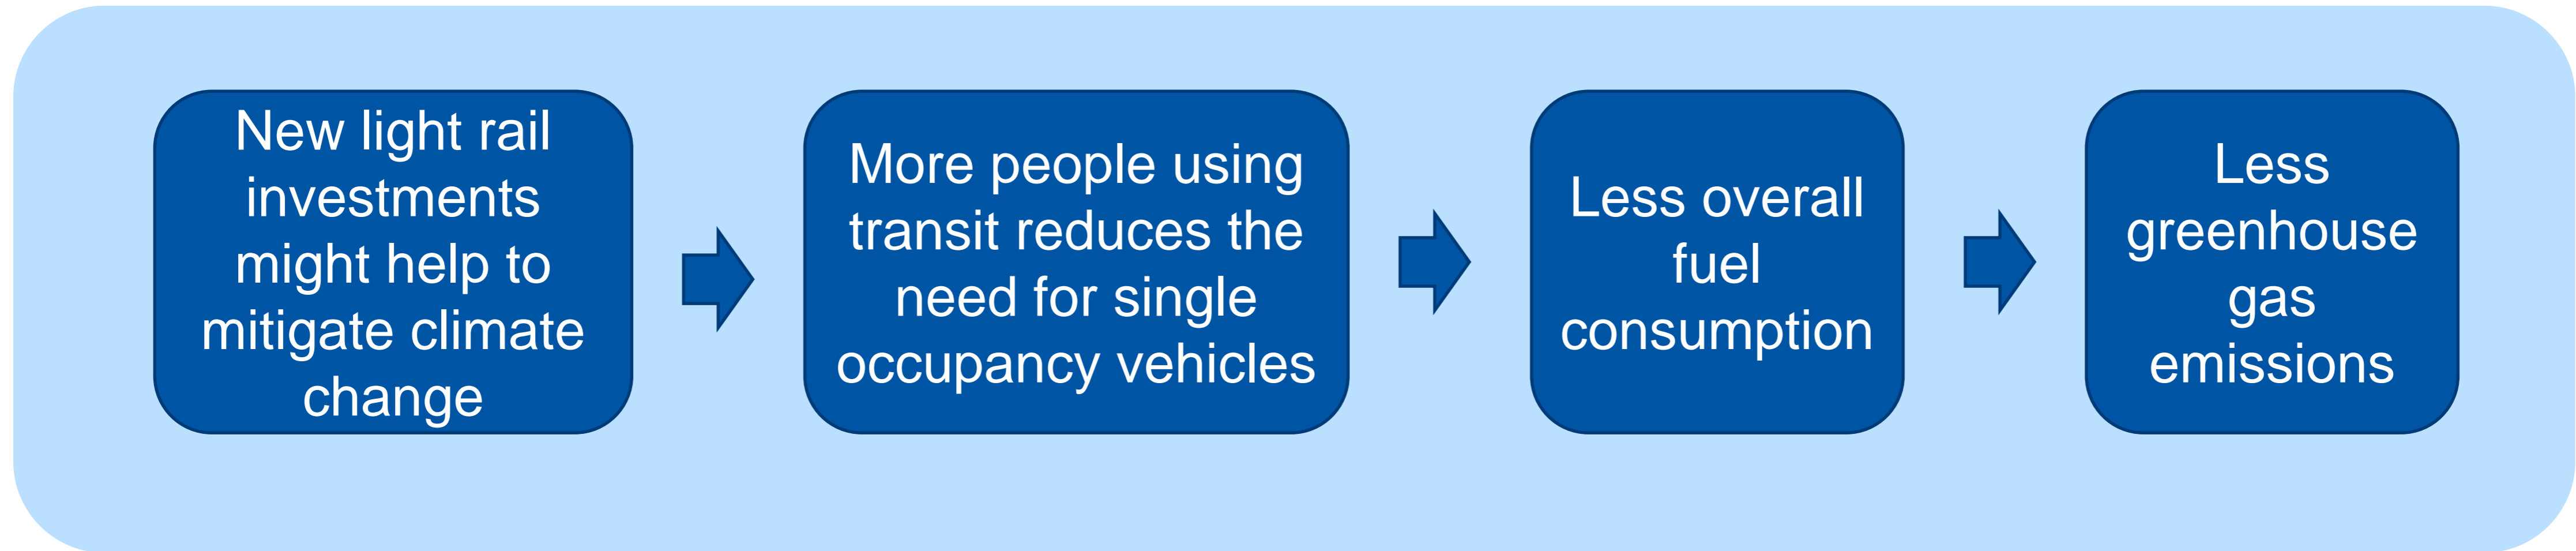 New light rail
investments
might help to
mitigate climate
change
More people using
transit reduces the
need for single
occupancy vehicles
Less overall
fuel
consumption
Less
greenhouse
gas
emissions